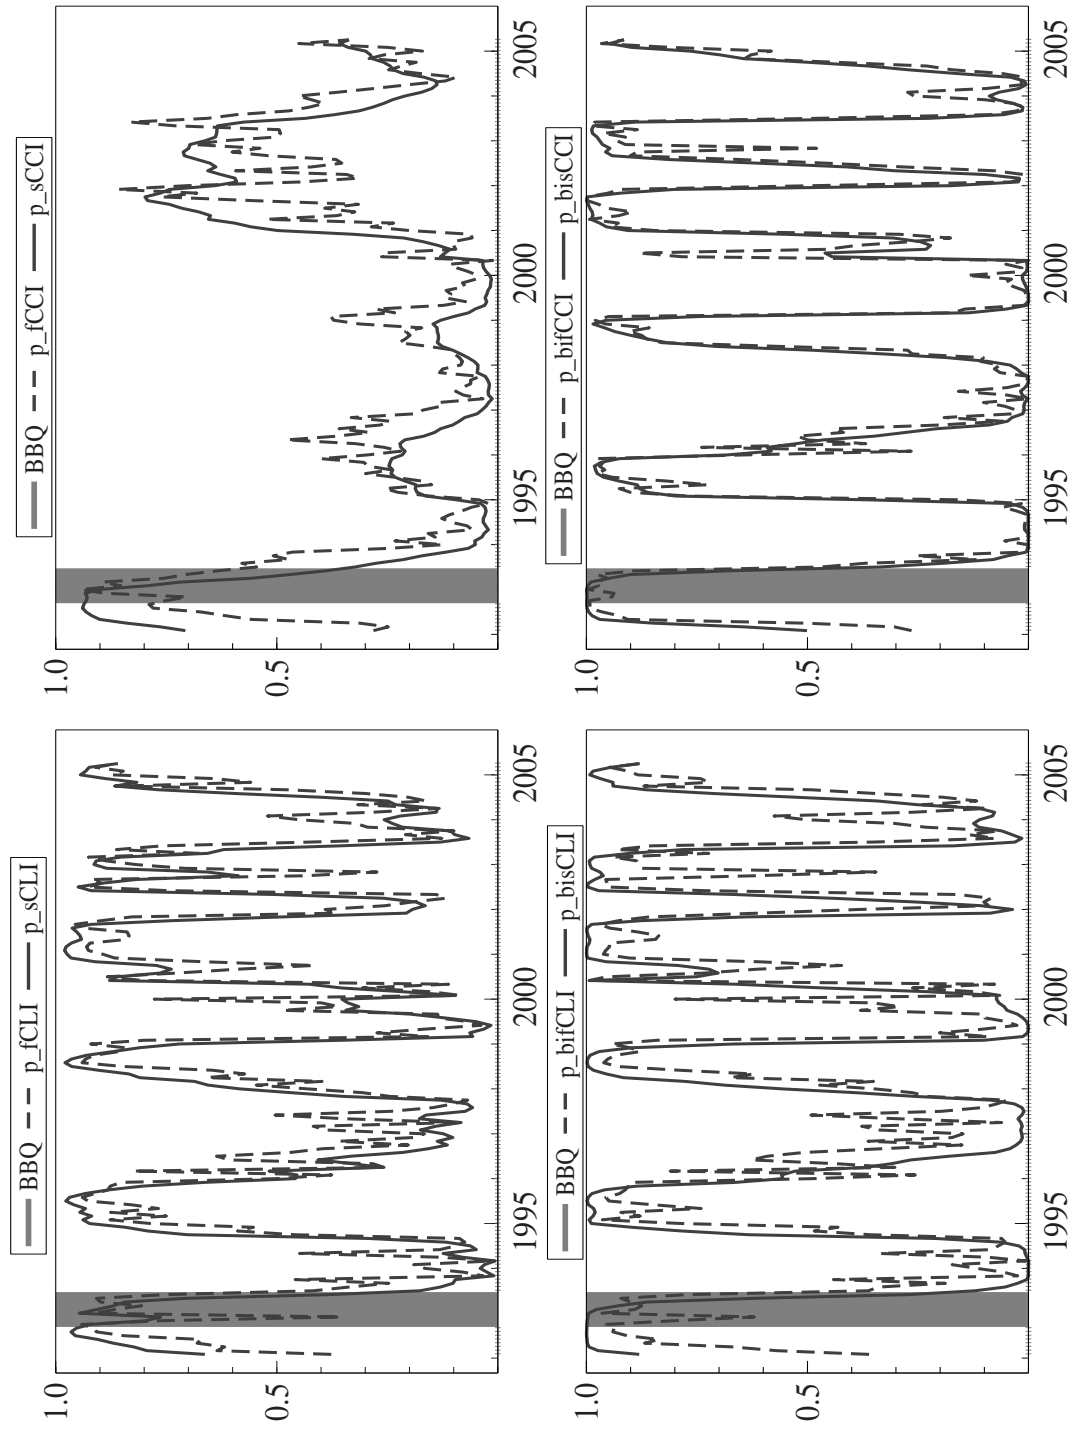 BBQ p_fCLI p_sCLI
1.0
0.5
1995 2000 2005
BBQ p_fCCI p_sCCI
1.0
0.5
1995 2000 2005
BBQ p_bifCLI p_bisCLI
1.0
0.5
1995 2000 2005
BBQ p_bifCCI p_bisCCI
1.0
0.5
1995 2000 2005